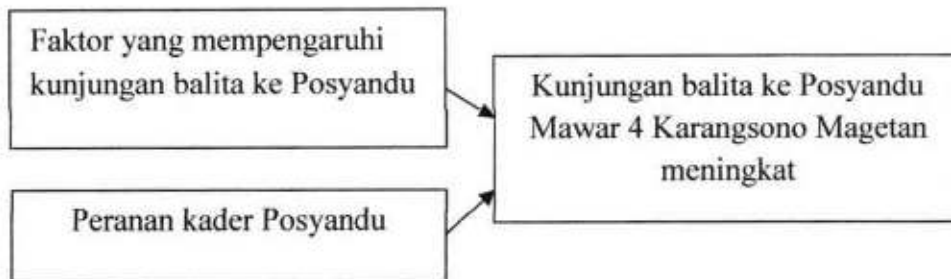 Faktor yang mempengaruhi
kunjungan balita ke Posyandu
Kunjungan balita ke Posyandu
Mawar 4 Karangsono Magetan
meningkat
Peranan kader Posyandu